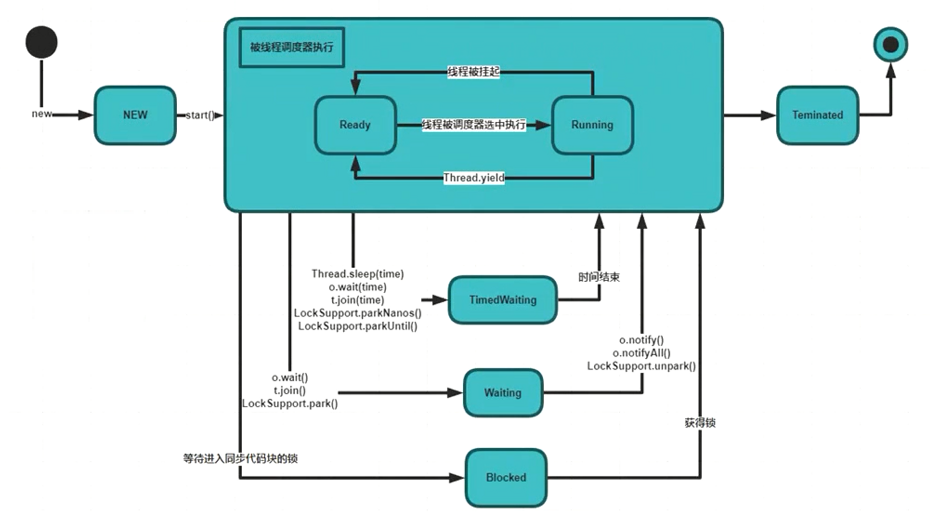 被线程调度器执行
线程被挂起
new
NEW
start()
Ready
线程被调度器选中执行
Running
Teminated
Thread.yield
Thread.sleep(time)
o.wait(time)
t.join(time)
LockSupport.parkNanos()
LockSupport.parkUntil()
TimedWaiting
时间结束
o.notify()
o.notifyAll()
LockSupport.unpark()
o.wait()
t.join()
LockSupport.park()
Waiting
获得锁
等待进入同步代码块的锁
Blocked